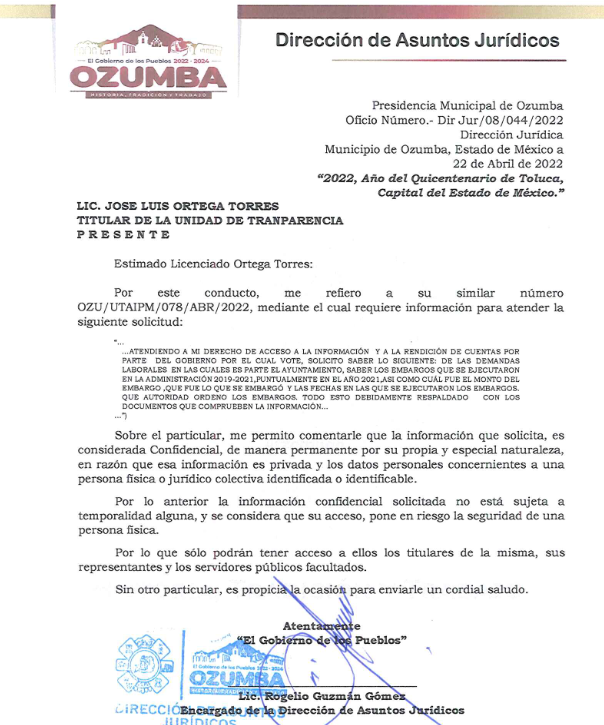 El Gobierno de los Pueblos 2022 - 2024
OZUMBA
HISTORIA, TRADICIÓN Y TRABAJO
Dirección de Asuntos Jurídicos
Presidencia Municipal de Ozumba
Oficio Número.- Dir Jur/08/044/2022
Dirección Jurídica
Municipio de Ozumba, Estado de México a
22 de Abril de 2022
“2022, Año del Quicentenario de Toluca,
Capital del Estado de México.”
LIC. JOSE LUIS ORTEGA TORRES
TITULAR DE LA UNIDAD DE TRANPARENCIA
P R E S E N T E
Estimado Licenciado Ortega Torres:
Por este conducto, me refiero a su similar número
OZU/UTAIPM/078/ABR/2022, mediante el cual requiere información para atender la
siguiente solicitud:
“...
...ATENDIENDO A MI DERECHO DE ACCESO A LA INFORMACIÓN Y A LA RENDICIÓN DE CUENTAS POR
PARTE DEL GOBIERNO POR EL CUAL VOTE, SOLICITO SABER LO SIGUIENTE: DE LAS DEMANDAS
LABORALES EN LAS CUALES ES PARTE EL AYUNTAMIENTO, SABER LOS EMBARGOS QUE SE EJECUTARON
EN LA ADMINISTRACIÓN 2019-2021,PUNTUALMENTE EN EL AÑO 2021,ASI COMO CUÁL FUE EL MONTO DEL
EMBARGO ,QUE FUE LO QUE SE EMBARGÓ Y LAS FECHAS EN LAS QUE SE EJECUTARON LOS EMBARGOS.
QUE AUTORIDAD ORDENO LOS EMBARGOS. TODO ESTO DEBIDAMENTE RESPALDADO CON LOS
DOCUMENTOS QUE COMPRUEBEN LA INFORMACIÓN...
...”)
Sobre el particular, me permito comentarle que la información que solicita, es
considerada Confidencial, de manera permanente por su propia y especial naturaleza,
en razón que esa información es privada y los datos personales concernientes a una
persona física o jurídico colectiva identificada o identificable.
Por lo anterior la información confidencial solicitada no está sujeta a
temporalidad alguna, y se considera que su acceso, pone en riesgo la seguridad de una
persona física.
Por lo que sólo podrán tener acceso a ellos los titulares de la misma, sus
representantes y los servidores públicos facultados.
Sin otro particular, es propicia la ocasión para enviarle un cordial saludo.
Atentamente
“El Gobierno de los Pueblos”
El Gobierno de los Pueblos 2022 - 2024
OZUMBA
Lic. Rogelio Guzmán Gómez
DIRECCIÓN DE ASUNTOS
Encargado de la Dirección de Asuntos Jurídicos
JURÍDICOS